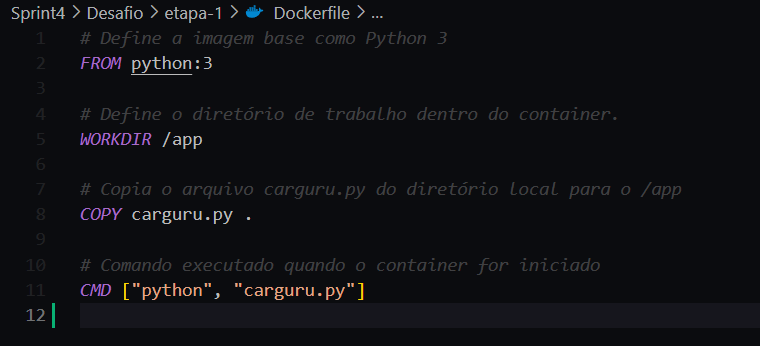 Sprint4 > Desafio > etapa-1 > Dockerfile > ...
1 # Define a imagem base como Python 3
2 FROM python:3
3
4 # Define o diretório de trabalho dentro do container.
5 WORKDIR /app
6
7 # Copia o arquivo carguru.py do diretório local para o /app
8 COPY carguru.py .
9
10 # Comando executado quando o container for iniciado
11 CMD ["python", "carguru.py"]
12